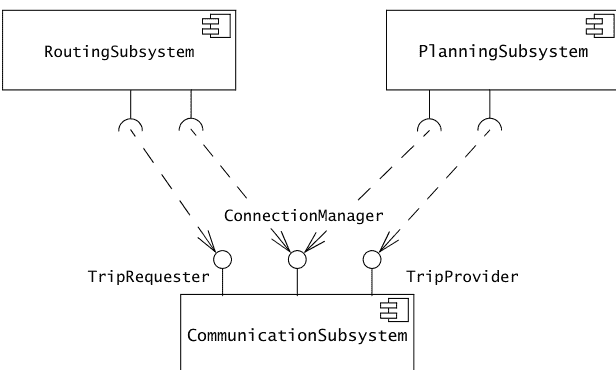 RoutingSubsystem
PlanningSubsystem
ConnectionManager
TripRequester
TripProvider
CommunicationSubsystem